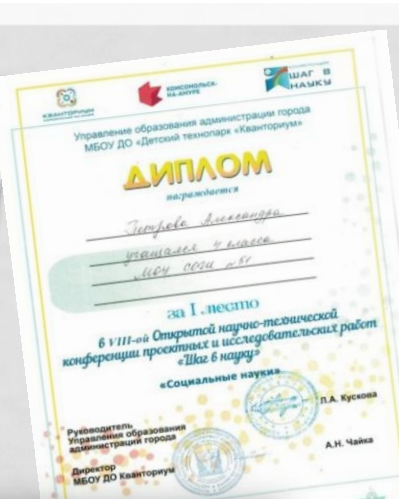 КВАНТОРИУМ
КОМСОМОЛЬСК-
НА-АМУРЕ
ШАГ В
НАУКУ
Управление образования администрации города
МБОУ ДО «Детский технопарк «Кванториум»
ДИПЛОМ
награждается
Петрова Александра
учащаяся 4 класса
МОУ СОШ №51
за I место
в VIII-ой Открытой научно-технической
конференции проектных и исследовательских работ
«Шаг в науку»
«Социальные науки»
Руководитель
Управления образования
администрации города
П.А. Кускова
Директор
МБОУ ДО Кванториум
А.Н. Чайка